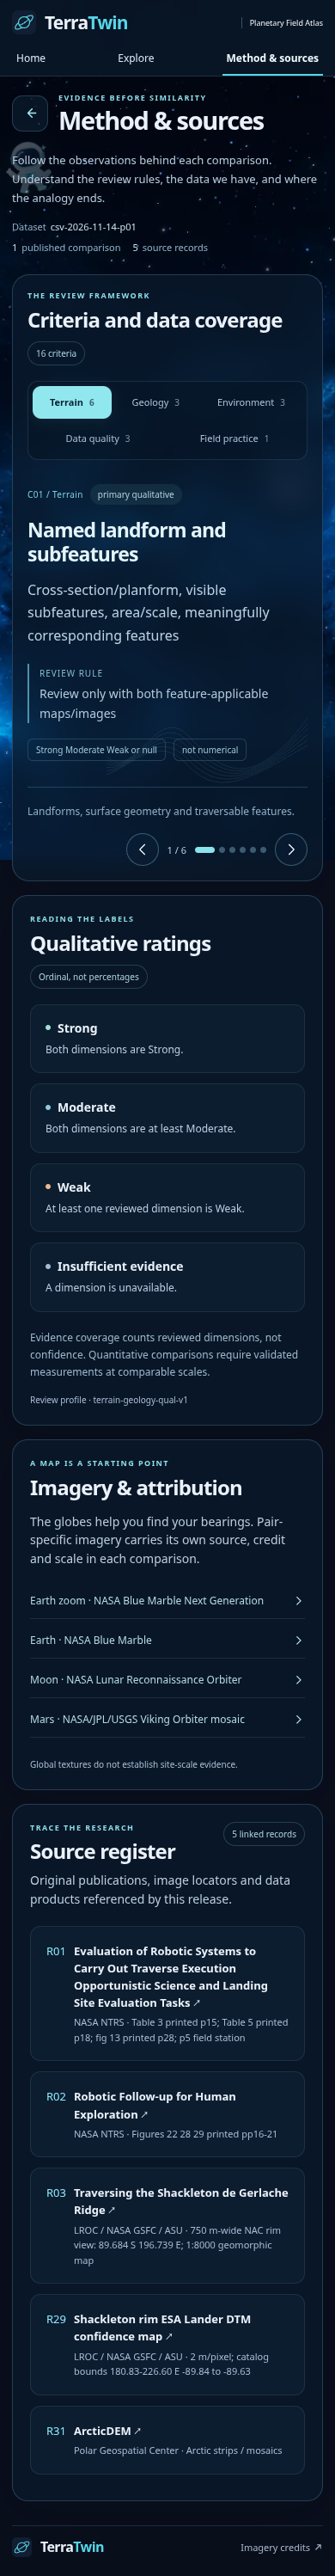 TerraTwin
Planetary Field Atlas
Home Explore Method & sources
EVIDENCE BEFORE SIMILARITY
Method & sources
Follow the observations behind each comparison.
Understand the review rules, the data we have, and where
the analogy ends.
Dataset csv-2026-11-14-p01
1 published comparison 5 source records
THE REVIEW FRAMEWORK
Criteria and data coverage
16 criteria
Terrain 6 Geology 3 Environment 3
Data quality 3 Field practice 1
C01 / Terrain primary qualitative
Named landform and
subfeatures
Cross-section/planform, visible
subfeatures, area/scale, meaningfully
corresponding features
REVIEW RULE
Review only with both feature-applicable
maps/images
Strong Moderate Weak or null not numerical
Landforms, surface geometry and traversable features.
1 / 6
READING THE LABELS
Qualitative ratings
Ordinal, not percentages
Strong
Both dimensions are Strong.
Moderate
Both dimensions are at least Moderate.
Weak
At least one reviewed dimension is Weak.
Insufficient evidence
A dimension is unavailable.
Evidence coverage counts reviewed dimensions, not
confidence. Quantitative comparisons require validated
measurements at comparable scales.
Review profile · terrain-geology-qual-v1
A MAP IS A STARTING POINT
Imagery & attribution
The globes help you find your bearings. Pair-
specific imagery carries its own source, credit
and scale in each comparison.
Earth zoom · NASA Blue Marble Next Generation
Earth · NASA Blue Marble
Moon · NASA Lunar Reconnaissance Orbiter
Mars · NASA/JPL/USGS Viking Orbiter mosaic
Global textures do not establish site-scale evidence.
TRACE THE RESEARCH
5 linked records
Source register
Original publications, image locators and data
products referenced by this release.
R01 Evaluation of Robotic Systems to
Carry Out Traverse Execution
Opportunistic Science and Landing
Site Evaluation Tasks ↗
NASA NTRS · Table 3 printed p15; Table 5 printed
p18; fig 13 printed p28; p5 field station
R02 Robotic Follow-up for Human
Exploration ↗
NASA NTRS · Figures 22 28 29 printed pp16-21
R03 Traversing the Shackleton de Gerlache
Ridge ↗
LROC / NASA GSFC / ASU · 750 m-wide NAC rim
view: 89.684 S 196.739 E; 1:8000 geomorphic
map
R29 Shackleton rim ESA Lander DTM
confidence map ↗
LROC / NASA GSFC / ASU · 2 m/pixel; catalog
bounds 180.83-226.60 E -89.84 to -89.63
R31 ArcticDEM ↗
Polar Geospatial Center · Arctic strips / mosaics
TerraTwin
Imagery credits ↗